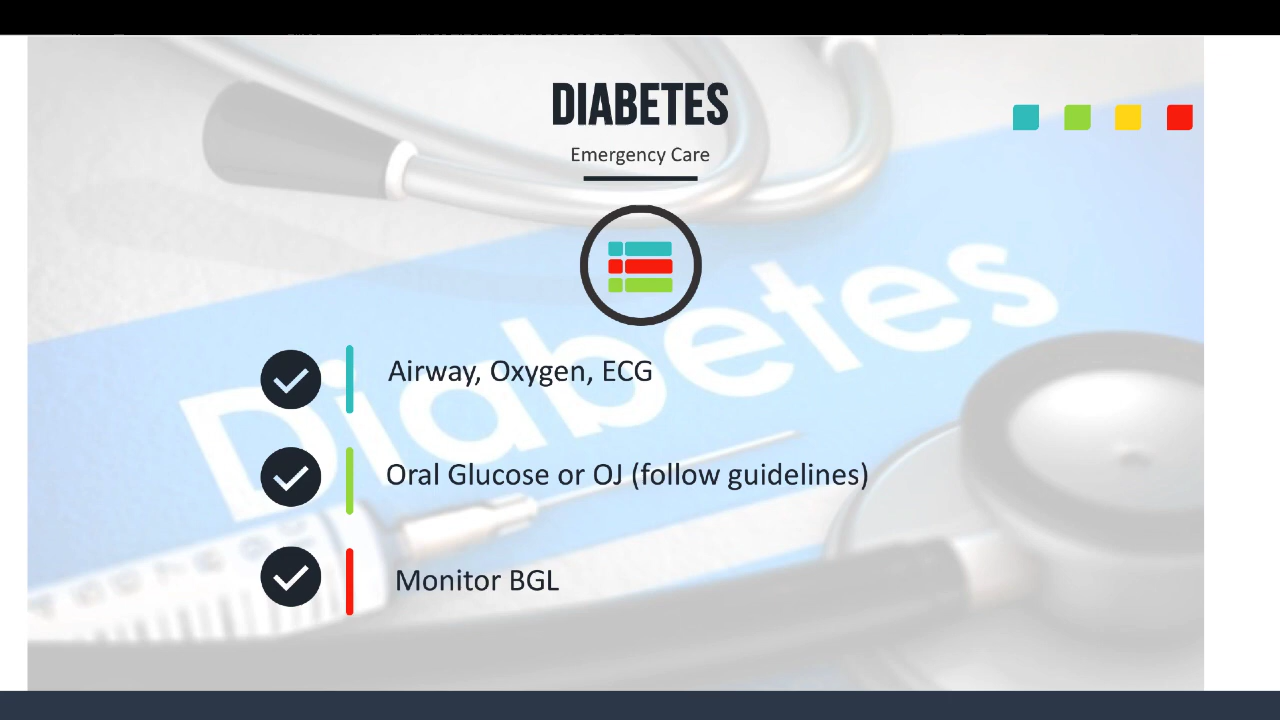 DIABETES
Emergency Care
Diabetes
Airway, Oxygen, ECG
Oral Glucose or OJ (follow guidelines)
Monitor BGL